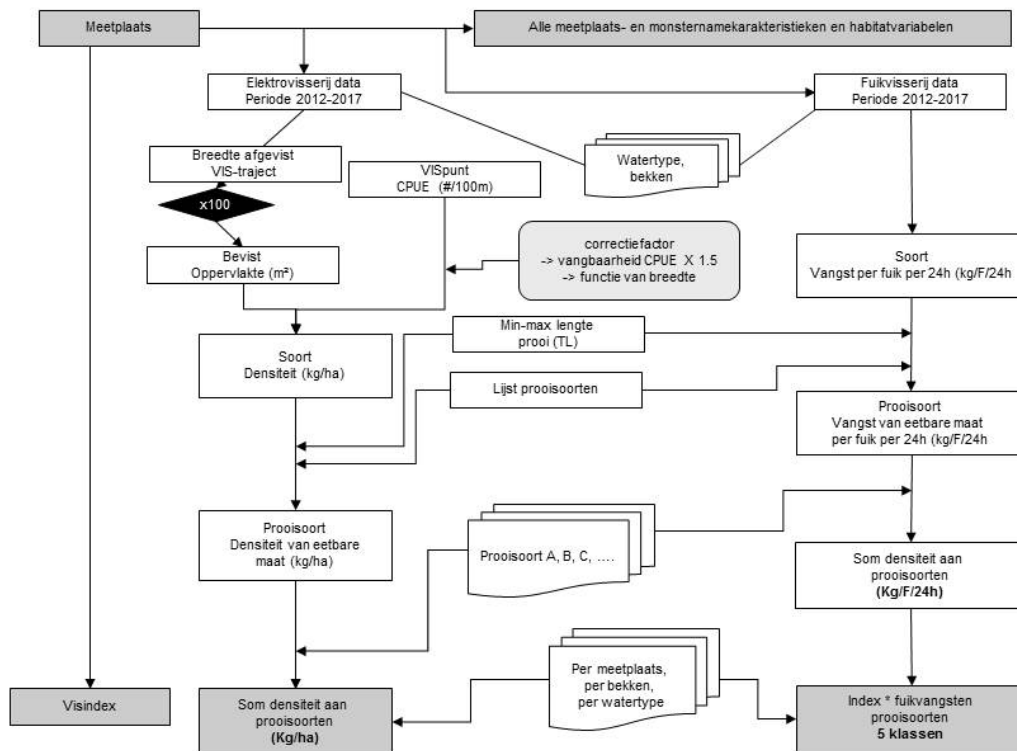 Meetplaats
Alle meetplaats- en monsternamekarakteristieken en habitatvariabelen
Elektrovisserij data
Periode 2012-2017
Fuikvisserij data
Periode 2012-2017
Breedte afgevist
VIS-traject
VISpunt
CPUE (#/100m)
Watertype,
bekken
x100
Bevist
Oppervlakte (m²)
correctiefactor
-> vangbaarheid CPUE X 1.5
-> functie van breedte
Soort
Vangst per fuik per 24h (kg/F/24h
Min-max lengte
prooi (TL)
Soort
Densiteit (kg/ha)
Lijst prooisoorten
Prooisoort
Vangst van eetbare maat
per fuik per 24h (kg/F/24h
Prooisoort
Densiteit van eetbare
maat (kg/ha)
Prooisoort A, B, C, ....
Som densiteit aan
prooisoorten
(Kg/F/24h)
Visindex
Som densiteit aan
prooisoorten
(Kg/ha)
Per meetplaats,
per bekken,
per watertype
Index * fuikvangsten
prooisoorten
5 klassen